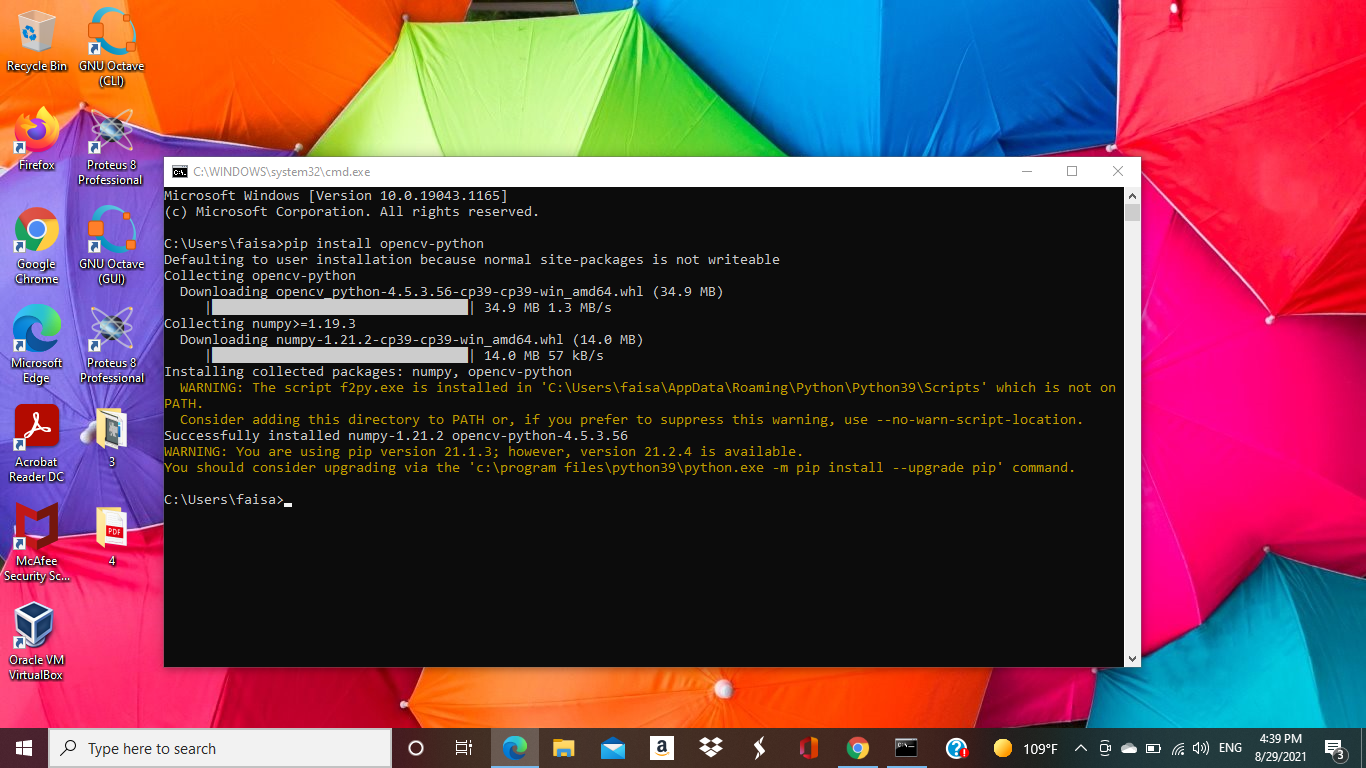 Recycle Bin
GNU Octave
(CLI)
Firefox
Proteus 8
Professional
Google
Chrome
GNU Octave
(GUI)
Microsoft
Edge
Proteus 8
Professional
Acrobat
Reader DC
3
McAfee
Security Sc...
PDF
4
Oracle VM
VirtualBox
C:\WINDOWS\system32\cmd.exe
Microsoft Windows [Version 10.0.19043.1165]
(c) Microsoft Corporation. All rights reserved.
C:\Users\faisa>pip install opencv-python
Defaulting to user installation because normal site-packages is not writeable
Collecting opencv-python
Downloading opencv_python-4.5.3.56-cp39-cp39-win_amd64.whl (34.9 MB)
| | 34.9 MB 1.3 MB/s
Collecting numpy>=1.19.3
Downloading numpy-1.21.2-cp39-cp39-win_amd64.whl (14.0 MB)
| | 14.0 MB 57 kB/s
Installing collected packages: numpy, opencv-python
WARNING: The script f2py.exe is installed in 'C:\Users\faisa\AppData\Roaming\Python\Python39\Scripts' which is not on
PATH.
Consider adding this directory to PATH or, if you prefer to suppress this warning, use --no-warn-script-location.
Successfully installed numpy-1.21.2 opencv-python-4.5.3.56
WARNING: You are using pip version 21.1.3; however, version 21.2.4 is available.
You should consider upgrading via the 'c:\program files\python39\python.exe -m pip install --upgrade pip' command.
C:\Users\faisa>
Type here to search
109°F
ENG
4:39 PM
8/29/2021
3